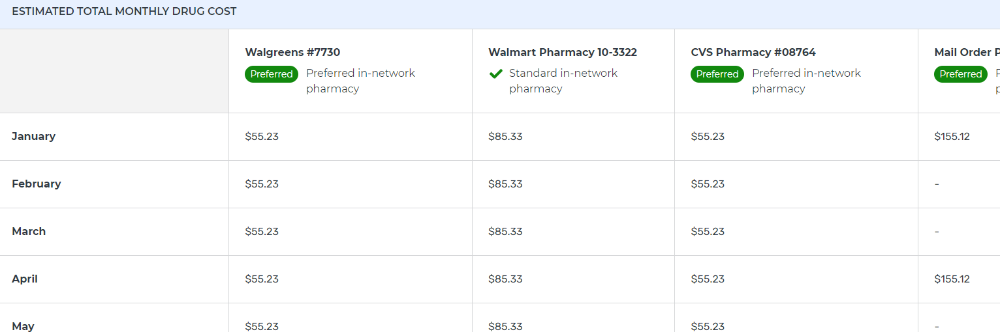 ESTIMATED TOTAL MONTHLY DRUG COST
Walgreens #7730 Walmart Pharmacy 10-3322 CVS Pharmacy #08764 Mail Order P
Preferred Preferred in-network Standard in-network Preferred Preferred in-network Preferred
pharmacy pharmacy pharmacy
January $55.23 $85.33 $55.23 $155.12
February $55.23 $85.33 $55.23 -
March $55.23 $85.33 $55.23 -
April $55.23 $85.33 $55.23 $155.12
May $55.23 $85.33 $55.23 -